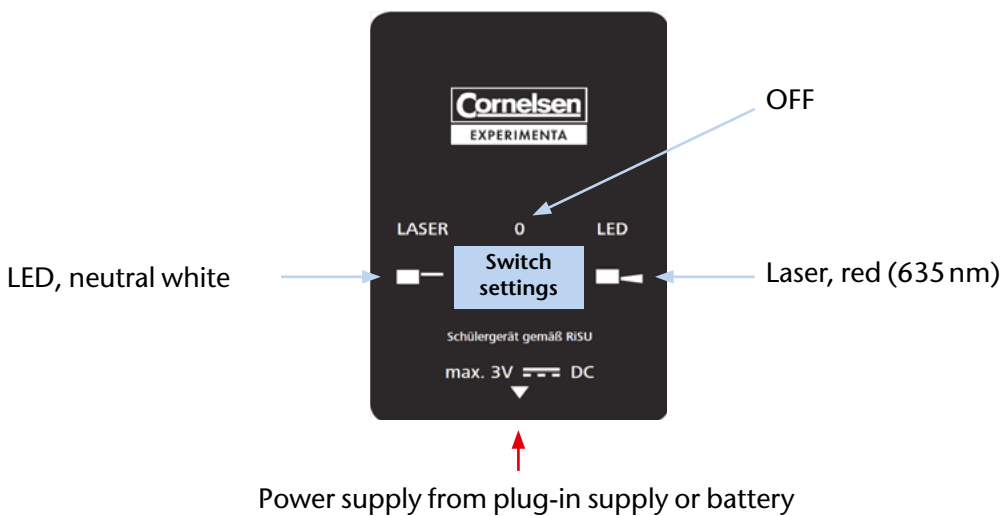 Cornelsen
EXPERIMENTA
OFF
LASER 0 LED
LED, neutral white
Switch
settings
Laser, red (635 nm)
Schülergerät gemäß RiSU
max. 3V DC
Power supply from plug-in supply or battery